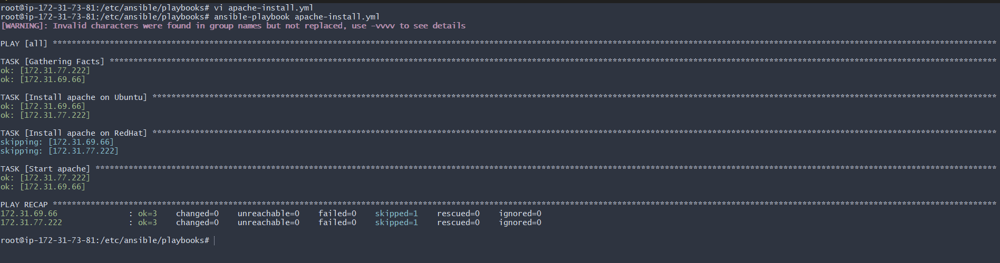 root@ip-172-31-73-81:/etc/ansible/playbooks# vi apache-install.yml
root@ip-172-31-73-81:/etc/ansible/playbooks# ansible-playbook apache-install.yml
[WARNING]: Invalid characters were found in group names but not replaced, use -vvvv to see details
PLAY [all] ***************************************************************************************************************************************************************************************************
TASK [Gathering Facts] ***************************************************************************************************************************************************************************************
ok: [172.31.77.222]
ok: [172.31.69.66]
TASK [Install apache on Ubuntu] ******************************************************************************************************************************************************************************
ok: [172.31.69.66]
ok: [172.31.77.222]
TASK [Install apache on RedHat] ******************************************************************************************************************************************************************************
skipping: [172.31.69.66]
skipping: [172.31.77.222]
TASK [Start apache] ******************************************************************************************************************************************************************************************
ok: [172.31.77.222]
ok: [172.31.69.66]
PLAY RECAP ***************************************************************************************************************************************************************************************************
172.31.69.66               : ok=3    changed=0    unreachable=0    failed=0    skipped=1    rescued=0    ignored=0
172.31.77.222              : ok=3    changed=0    unreachable=0    failed=0    skipped=1    rescued=0    ignored=0
root@ip-172-31-73-81:/etc/ansible/playbooks#